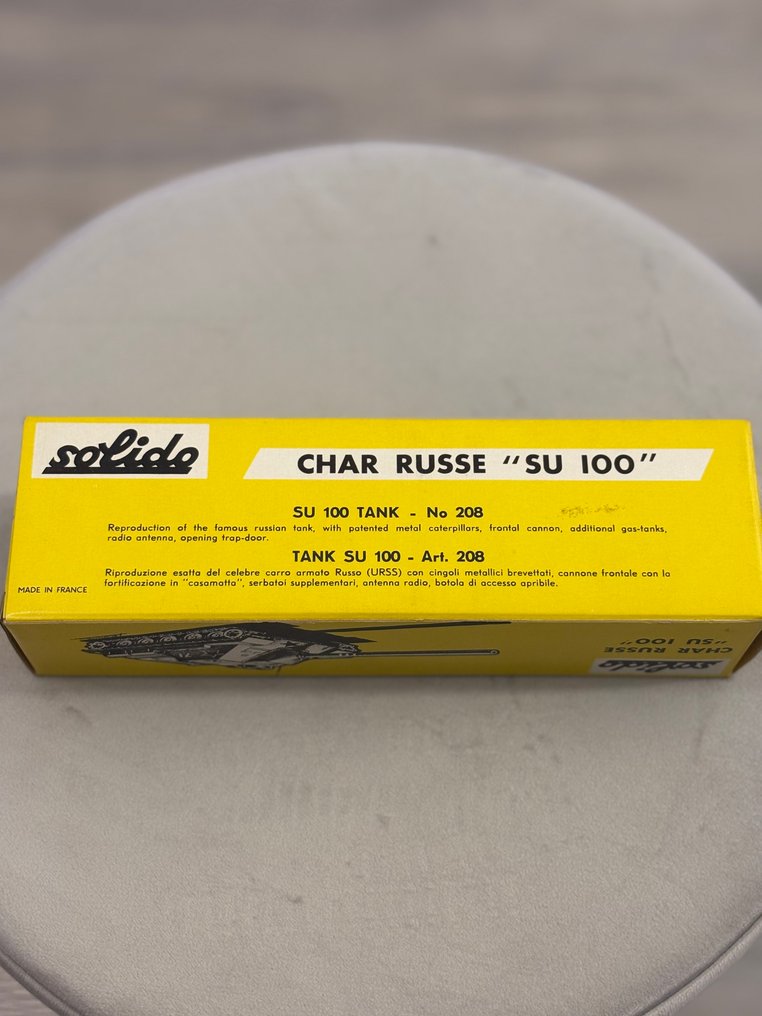 solido
CHAR RUSSE "SU 100"
SU 100 TANK - No 208
Reproduction of the famous russian tank, with patented metal caterpillars, frontal cannon, additional gas-tanks,
radio antenna, opening trap-door.
TANK SU 100 - Art. 208
Riproduzione esatta del celebre carro armato Russo (URSS) con cingoli metallici brevettati, cannone frontale con la
fortificazione in "casamatta", serbatoi supplementari, antenna radio, botola di accesso apribile.
MADE IN FRANCE
solido
CHAR RUSSE
"SU 100"